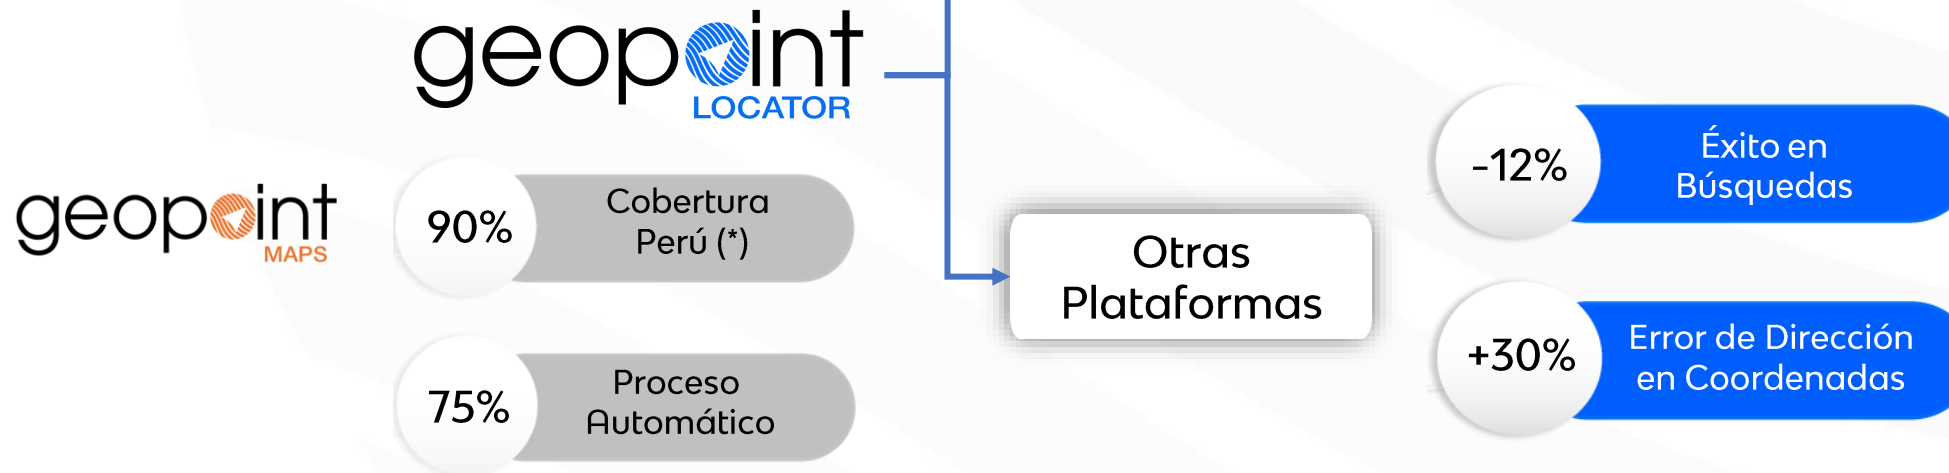 geopoint
LOCATOR
geopoint
MAPS
90%
Cobertura
Perú (*)
75%
Proceso
Automático
Otras
Plataformas
-12%
Éxito en
Búsquedas
+30%
Error de Dirección
en Coordenadas